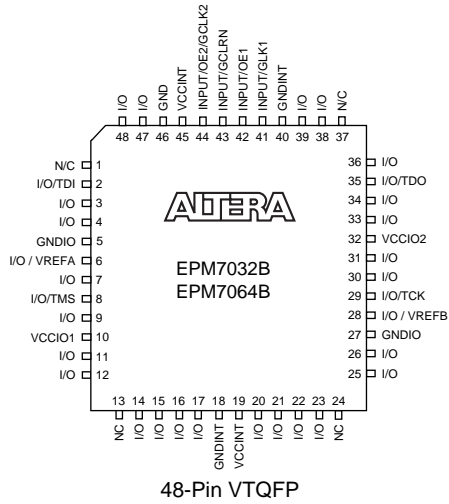 I/O
I/O
GND
VCCINT
INPUT/OE2/GCLK2
INPUT/GCLRN
INPUT/OE1
INPUT/GLK1
GNDINT
I/O
I/O
N/C
48 47 46 45 44 43 42 41 40 39 38 37
N/C 1
I/O/TDI 2
I/O 3
I/O 4
GNDIO 5
I/O / VREFA 6
I/O 7
I/O/TMS 8
I/O 9
VCCIO1 10
I/O 11
I/O 12
ALTERA
EPM7032B
EPM7064B
36 I/O
35 I/O/TDO
34 I/O
33 I/O
32 VCCIO2
31 I/O
30 I/O
29 I/O/TCK
28 I/O / VREFB
27 GNDIO
26 I/O
25 I/O
13 14 15 16 17 18 19 20 21 22 23 24
NC
I/O
I/O
I/O
I/O
GNDINT
VCCINT
I/O
I/O
I/O
I/O
NC
48-Pin VTQFP